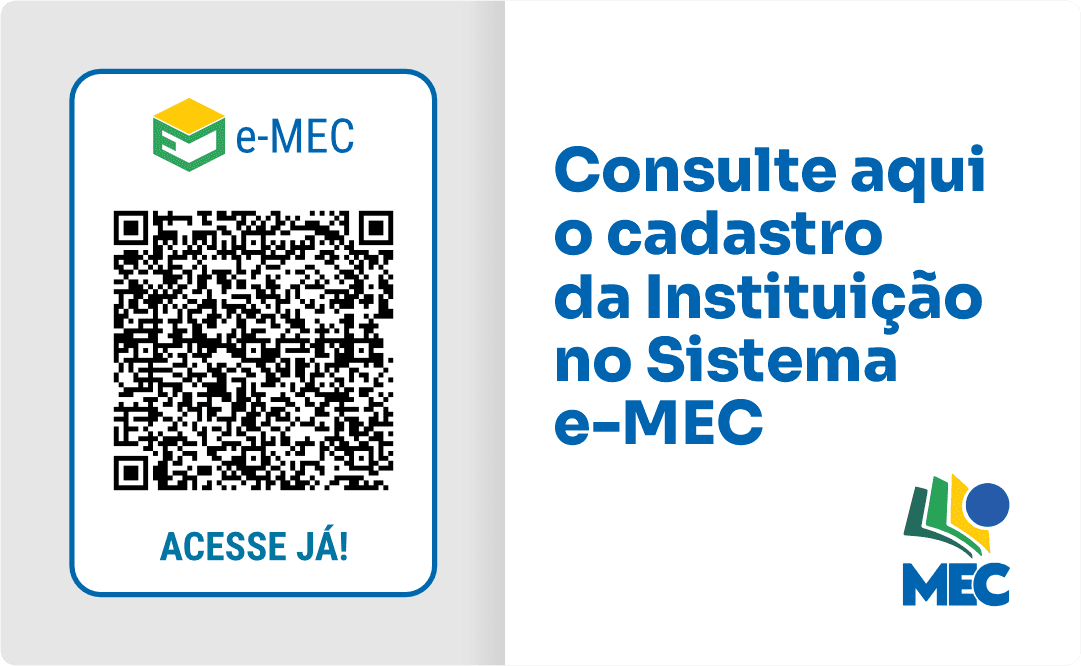 e-MEC
ACESSE JÁ!
Consulte aqui
o cadastro
da Instituição
no Sistema
e-MEC
MEC